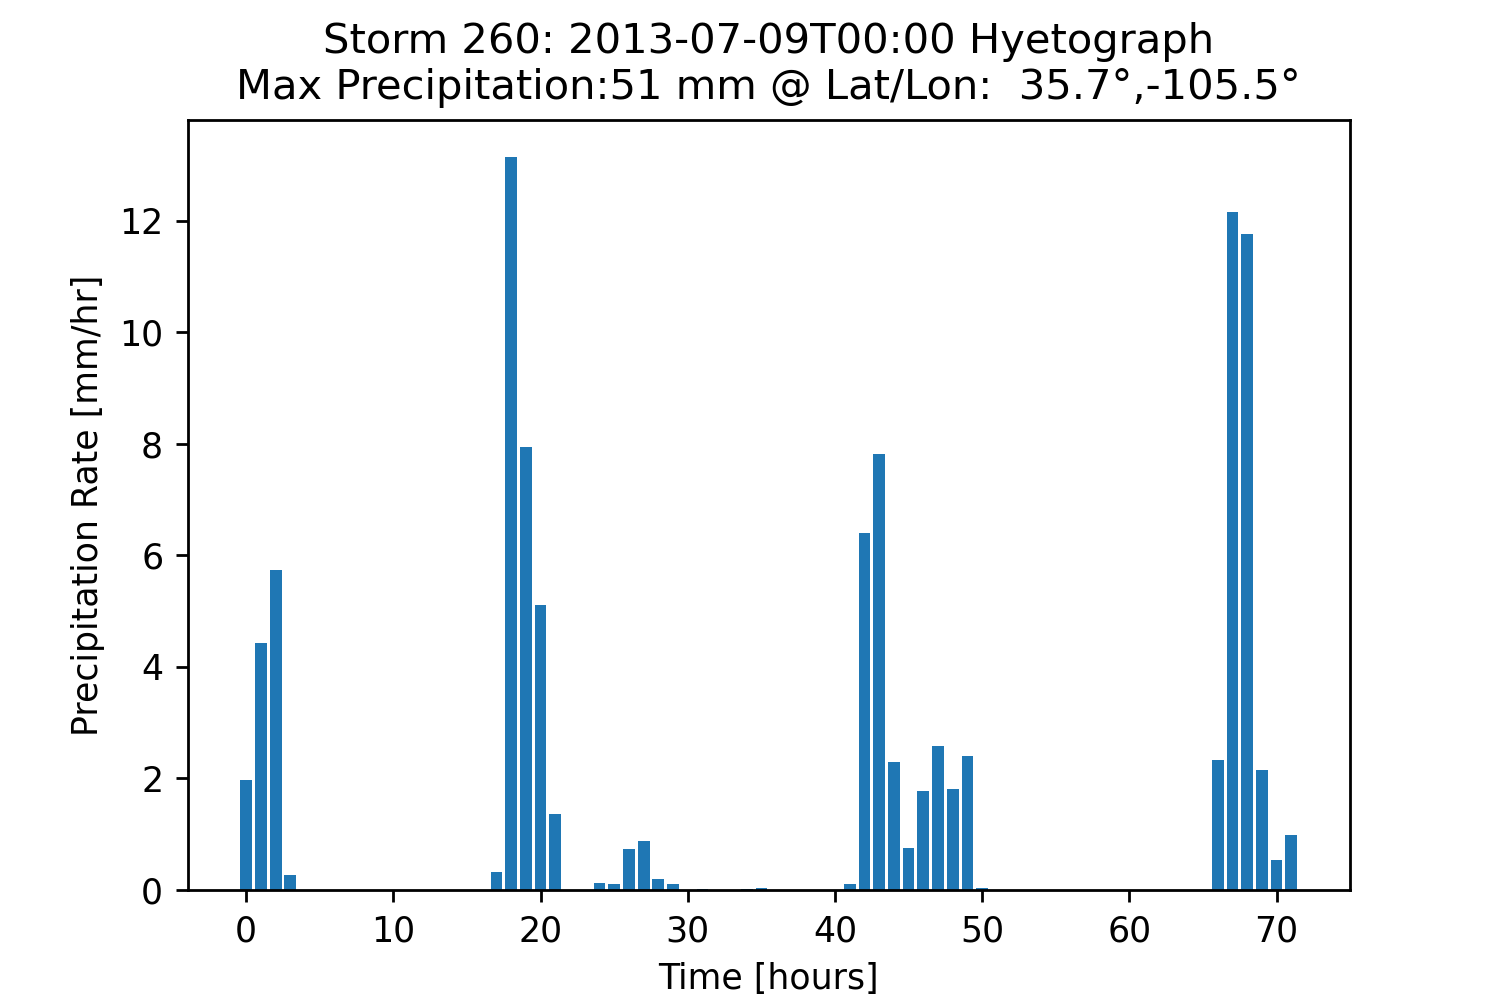 Storm 260: 2013-07-09T00:00 Hyetograph
Max Precipitation:51 mm @ Lat/Lon:  35.7°,-105.5°
Precipitation Rate [mm/hr]
12
10
8
6
4
2
0
0 10 20 30 40 50 60 70
Time [hours]